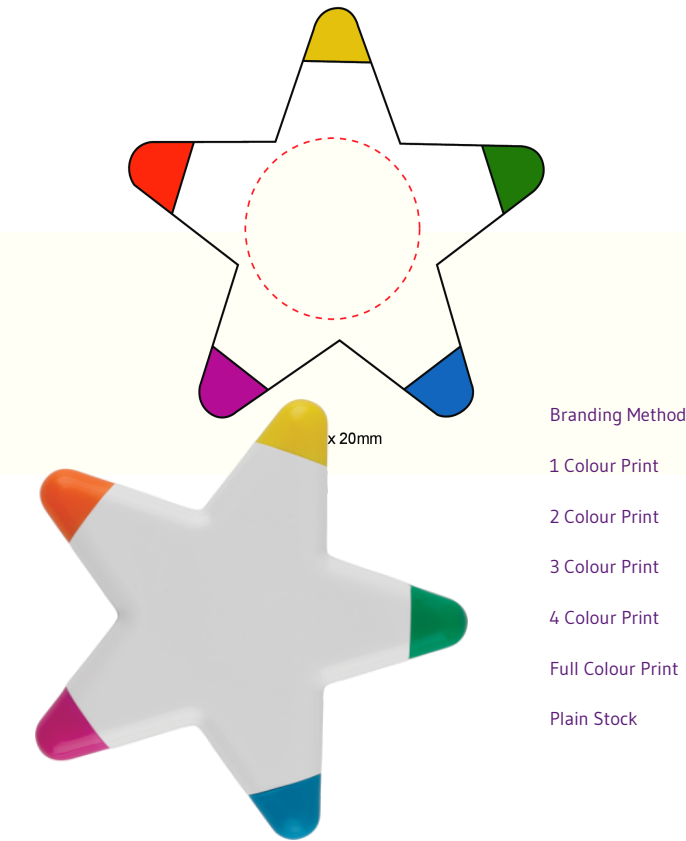 x 20mm
Branding Method
1 Colour Print
2 Colour Print
3 Colour Print
4 Colour Print
Full Colour Print
Plain Stock